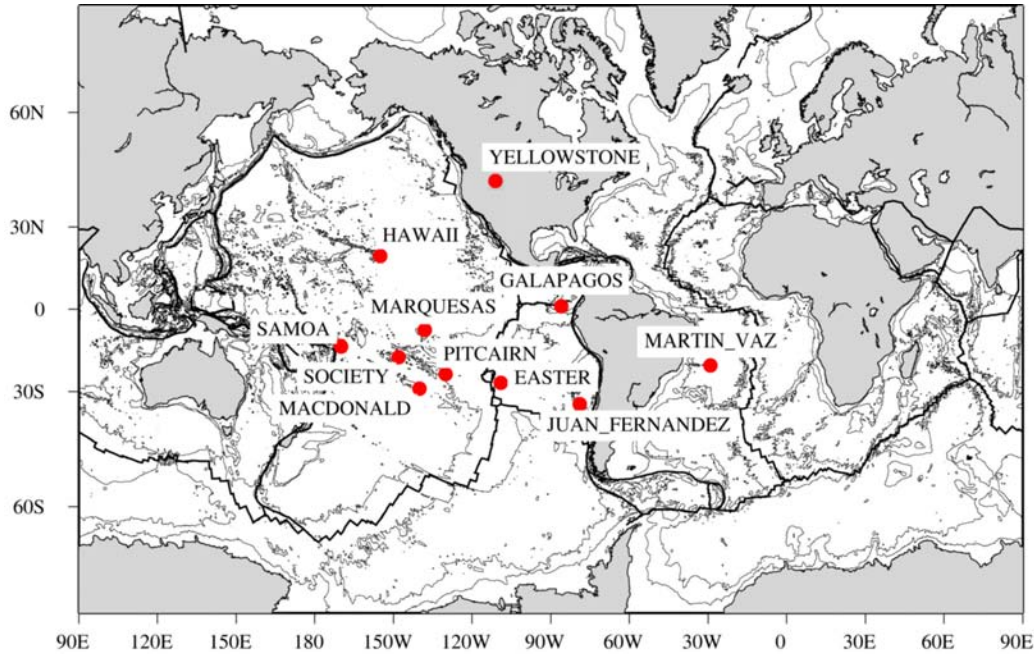 60N
YELLOWSTONE
30N
HAWAII
GALAPAGOS
0
MARQUESAS
SAMOA
MARTIN_VAZ
PITCAIRN
SOCIETY
EASTER
30S
MACDONALD
JUAN_FERNANDEZ
60S
90E 120E 150E 180 150W 120W 90W 60W 30W 0 30E 60E 90E